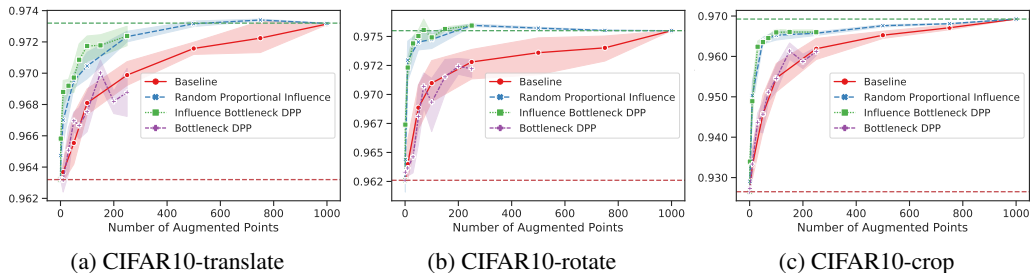 0.974
0.972
0.970
0.968
0.966
0.964
0.962
0 200 400 600 800 1000
Number of Augmented Points
Baseline
Random Proportional Influence
Influence Bottleneck DPP
Bottleneck DPP
(a) CIFAR10-translate
0.975
0.972
0.970
0.967
0.965
0.962
0 200 400 600 800 1000
Number of Augmented Points
Baseline
Random Proportional Influence
Influence Bottleneck DPP
Bottleneck DPP
(b) CIFAR10-rotate
0.970
0.960
0.950
0.940
0.930
0 200 400 600 800 1000
Number of Augmented Points
Baseline
Random Proportional Influence
Influence Bottleneck DPP
Bottleneck DPP
(c) CIFAR10-crop